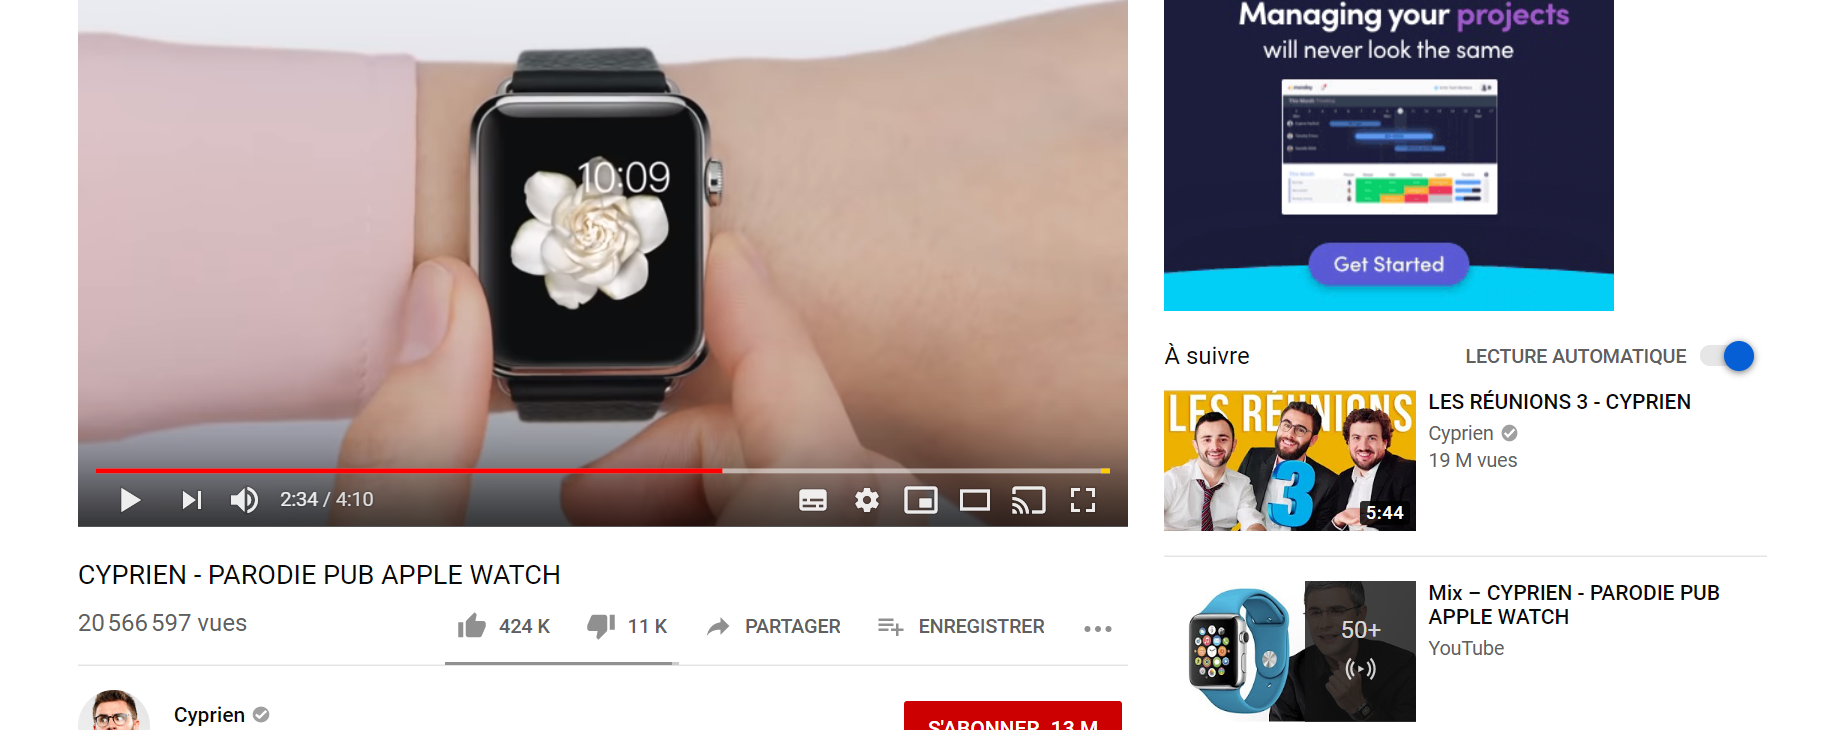 10:09
2:34 / 4:10
CYPRIEN - PARODIE PUB APPLE WATCH
20 566 597 vues
424 K
11 K
PARTAGER
ENREGISTRER
Cyprien
S'ABONNER 13 M
Managing your projects
will never look the same
monday
Get Started
À suivre
LECTURE AUTOMATIQUE
LES RÉUNIONS
3
5:44
LES RÉUNIONS 3 - CYPRIEN
Cyprien
19 M vues
50+
Mix – CYPRIEN - PARODIE PUB
APPLE WATCH
YouTube